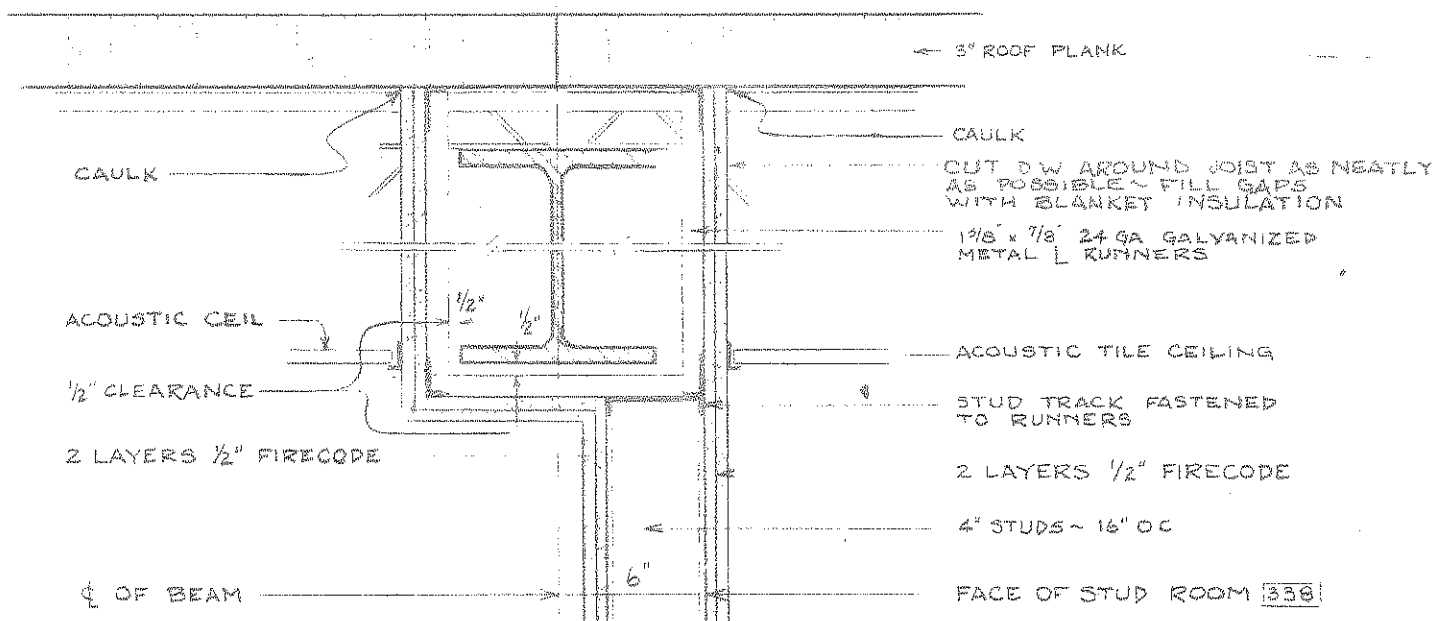 3" ROOF PLANK
CAULK
CAULK
CUT DW AROUND JOIST AS NEATLY
AS POSSIBLE ~ FILL GAPS
WITH BLANKET INSULATION
1 3/8" x 7/8" 24 GA GALVANIZED
METAL L RUNNERS
1/2"
1/2"
ACOUSTIC CEIL
ACOUSTIC TILE CEILING
1/2" CLEARANCE
STUD TRACK FASTENED
TO RUNNERS
2 LAYERS 1/2" FIRECODE
2 LAYERS 1/2" FIRECODE
4" STUDS ~ 16" OC
6"
℄ OF BEAM
FACE OF STUD ROOM 338